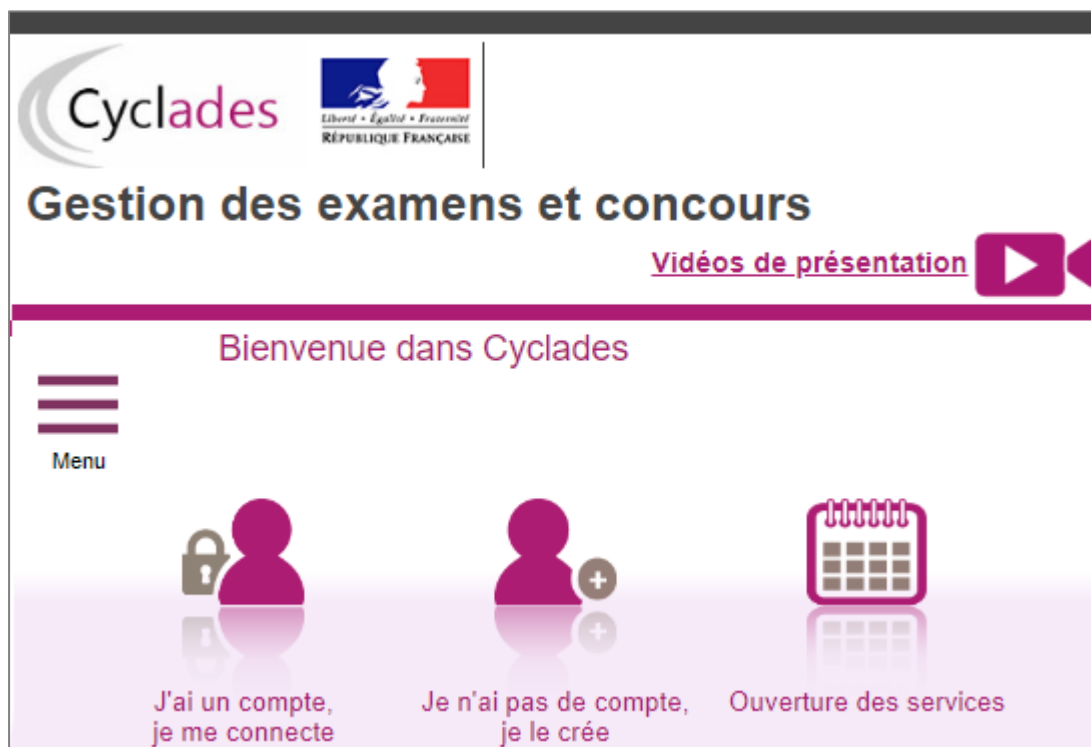 Cyclades
Liberté • Égalité • Fraternité
RÉPUBLIQUE FRANÇAISE
Gestion des examens et concours
Vidéos de présentation
Bienvenue dans Cyclades
Menu
J'ai un compte,
je me connecte
Je n'ai pas de compte,
je le crée
Ouverture des services